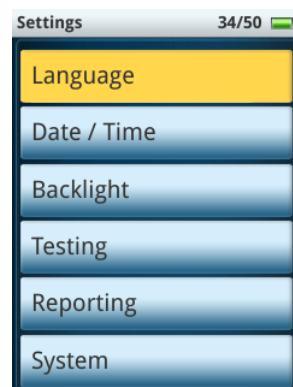 Settings 34/50
Language
Date / Time
Backlight
Testing
Reporting
System